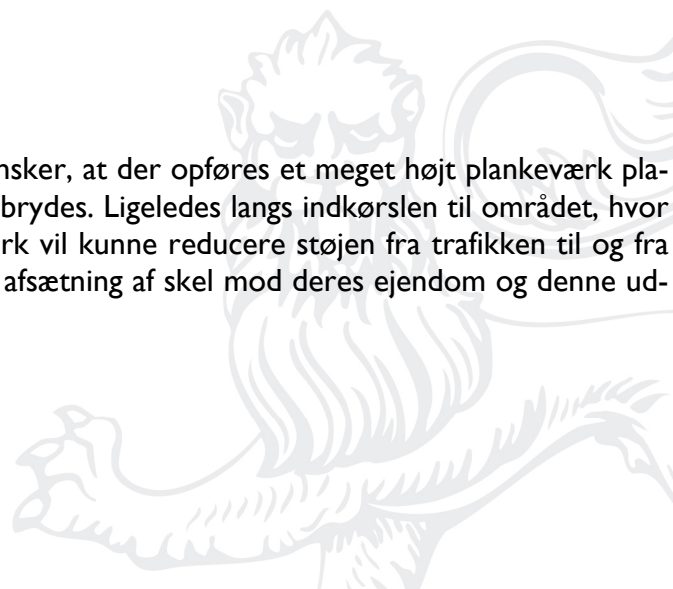 nsker, at der opføres et meget højt plankeværk pla-
brydes. Ligeledes langs indkørslen til området, hvor
rk vil kunne reducere støjen fra trafikken til og fra
afsætning af skel mod deres ejendom og denne ud-